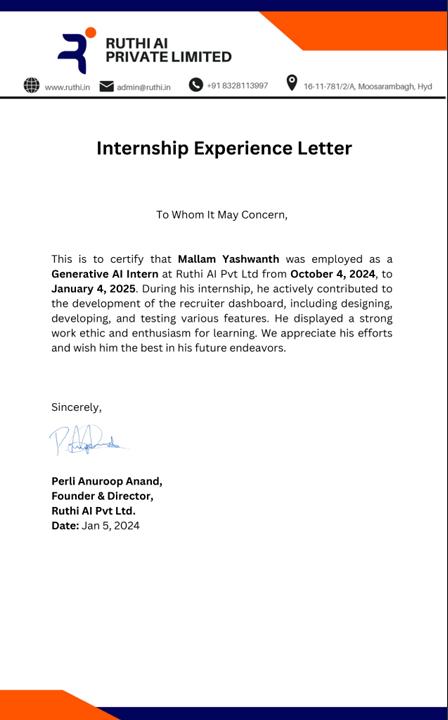 RUTHI AI
PRIVATE LIMITED
www.ruthi.in admin@ruthi.in +91 8328113997 16-11-781/2/A, Moosarambagh, Hyd
Internship Experience Letter
To Whom It May Concern,
This is to certify that Mallam Yashwanth was employed as a
Generative AI Intern at Ruthi AI Pvt Ltd from October 4, 2024, to
January 4, 2025. During his internship, he actively contributed to
the development of the recruiter dashboard, including designing,
developing, and testing various features. He displayed a strong
work ethic and enthusiasm for learning. We appreciate his efforts
and wish him the best in his future endeavors.
Sincerely,
Perli Anuroop Anand,
Founder & Director,
Ruthi AI Pvt Ltd.
Date: Jan 5, 2024